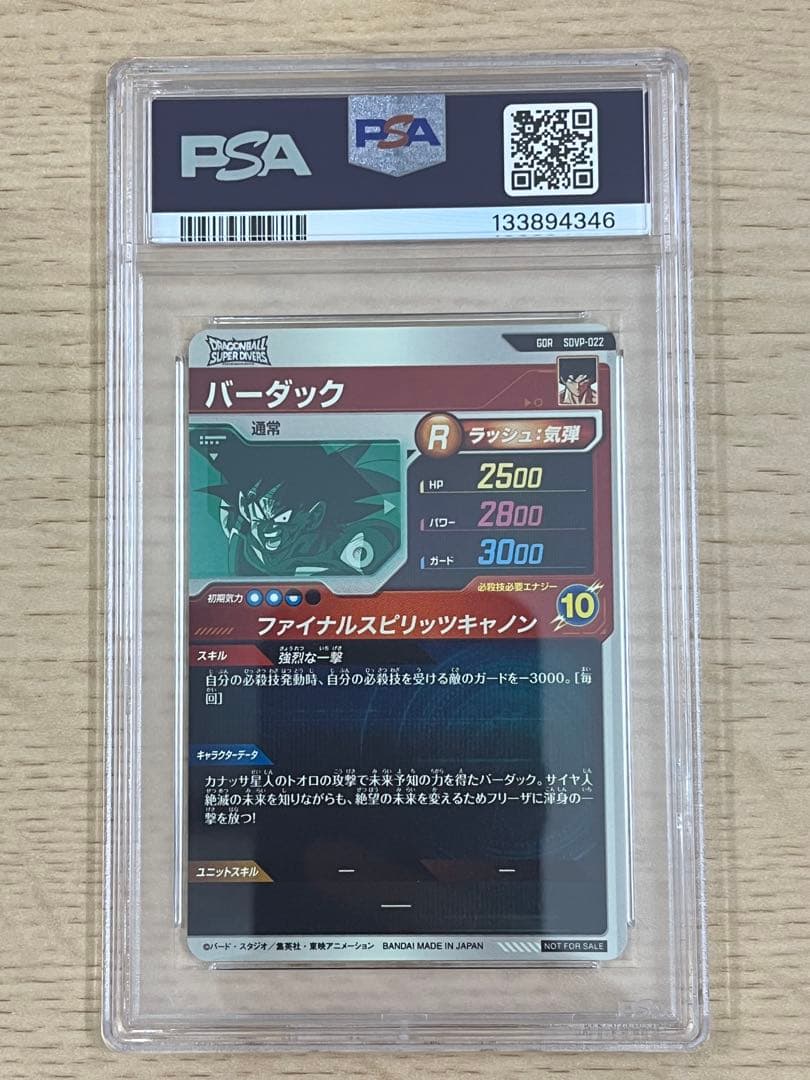 PSA
PSA
133894346
GDR SDVP-022
DRAGONBALL
SUPER DIVERS
バーダック
通常
R ラッシュ:気弾
HP 2500
パワー 2800
ガード 3000
初期気力
必殺技必要エナジー
10
ファイナルスピリッツキャノン
スキル 強烈な一撃
自分の必殺技発動時、自分の必殺技を受ける敵のガードを-3000。[毎
回]
キャラクターデータ
カナッサ星人のトオロの攻撃で未来予知の力を得たバーダック。サイヤ人
絶滅の未来を知りながらも、絶望の未来を変えるためフリーザに渾身の一
撃を放つ!
ユニットスキル
©バード・スタジオ/集英社・東映アニメーション BANDAI MADE IN JAPAN NOT FOR SALE